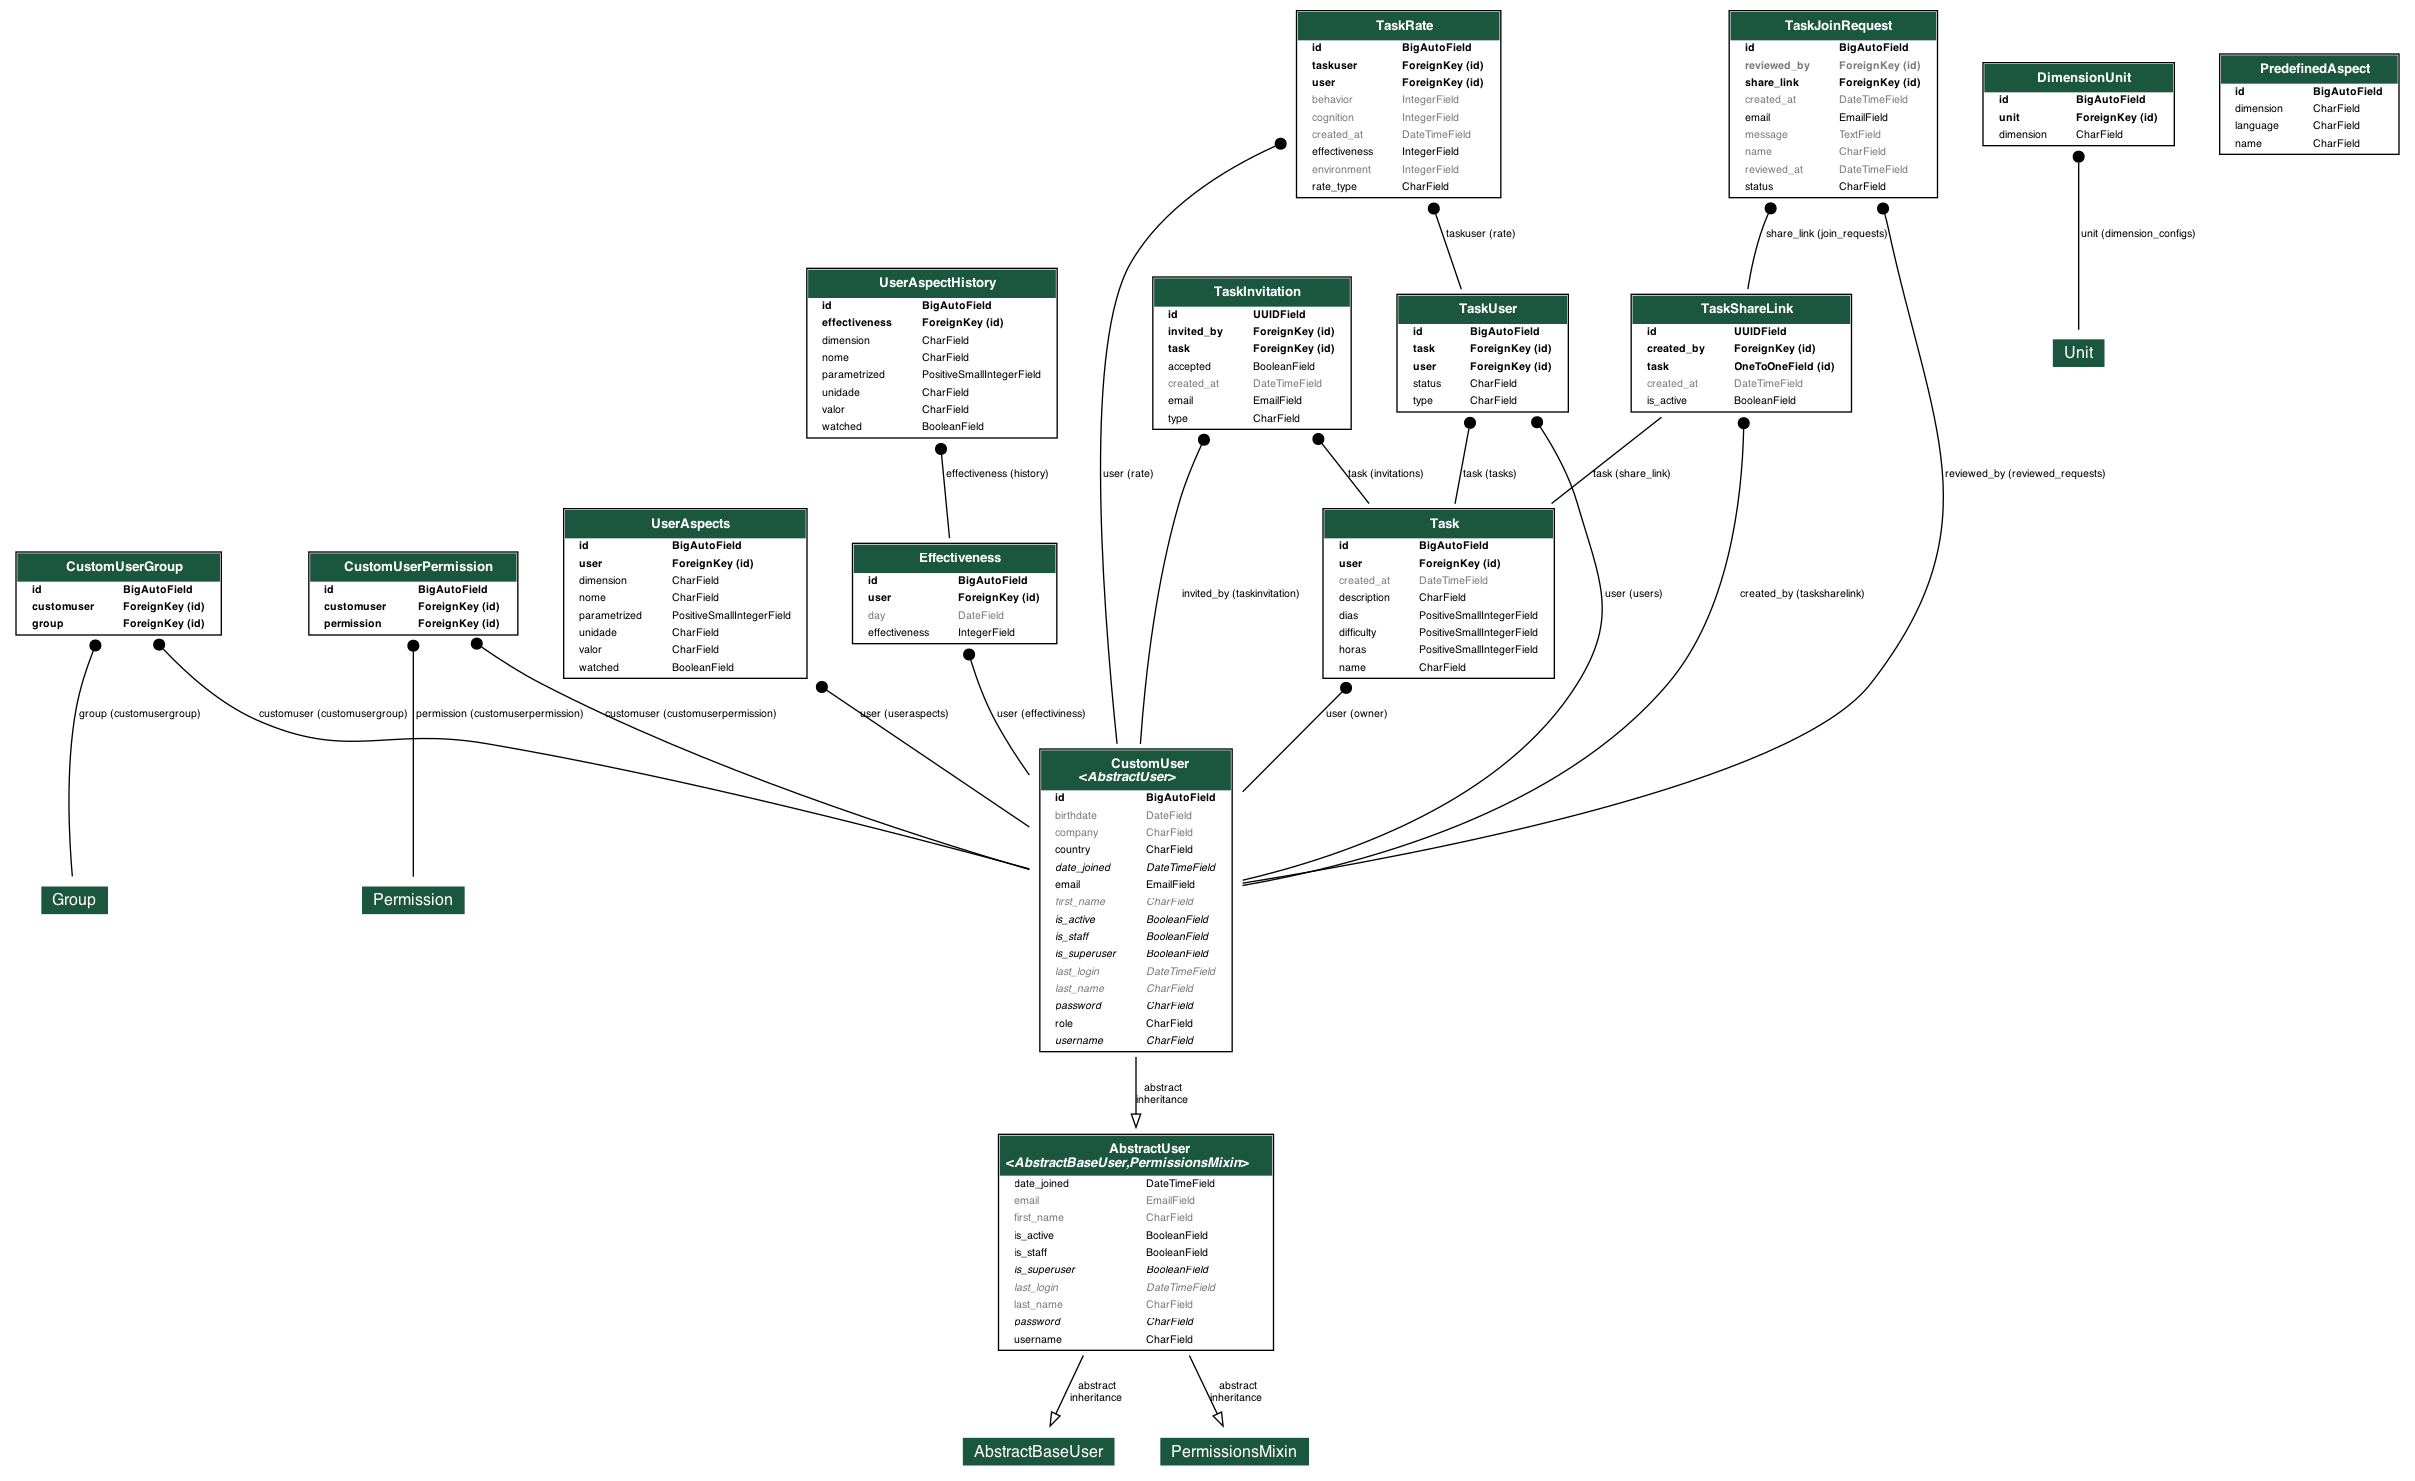 TaskRate
id BigAutoField
taskuser ForeignKey (id)
user ForeignKey (id)
behavior IntegerField
cognition IntegerField
created_at DateTimeField
effectiveness IntegerField
environment IntegerField
rate_type CharField
TaskJoinRequest
id BigAutoField
reviewed_by ForeignKey (id)
share_link ForeignKey (id)
created_at DateTimeField
email EmailField
message TextField
name CharField
reviewed_at DateTimeField
status CharField
DimensionUnit
id BigAutoField
unit ForeignKey (id)
dimension CharField
PredefinedAspect
id BigAutoField
dimension CharField
language CharField
name CharField
taskuser (rate)
share_link (join_requests)
unit (dimension_configs)
UserAspectHistory
id BigAutoField
effectiveness ForeignKey (id)
dimension CharField
nome CharField
parametrized PositiveSmallIntegerField
unidade CharField
valor CharField
watched BooleanField
TaskInvitation
id UUIDField
invited_by ForeignKey (id)
task ForeignKey (id)
accepted BooleanField
created_at DateTimeField
email EmailField
type CharField
TaskUser
id BigAutoField
task ForeignKey (id)
user ForeignKey (id)
status CharField
type CharField
TaskShareLink
id UUIDField
created_by ForeignKey (id)
task OneToOneField (id)
created_at DateTimeField
is_active BooleanField
Unit
effectiveness (history)
user (rate)
task (invitations)
task (tasks)
task (share_link)
reviewed_by (reviewed_requests)
CustomUserGroup
id BigAutoField
customuser ForeignKey (id)
group ForeignKey (id)
CustomUserPermission
id BigAutoField
customuser ForeignKey (id)
permission ForeignKey (id)
UserAspects
id BigAutoField
user ForeignKey (id)
dimension CharField
nome CharField
parametrized PositiveSmallIntegerField
unidade CharField
valor CharField
watched BooleanField
Effectiveness
id BigAutoField
user ForeignKey (id)
day DateField
effectiveness IntegerField
invited_by (taskinvitation)
Task
id BigAutoField
user ForeignKey (id)
created_at DateTimeField
description CharField
dias PositiveSmallIntegerField
difficulty PositiveSmallIntegerField
horas PositiveSmallIntegerField
name CharField
user (users)
created_by (tasksharelink)
group (customusergroup)
customuser (customusergroup)
permission (customuserpermission)
customuser (customuserpermission)
user (useraspects)
user (effectiviness)
user (owner)
CustomUser
<AbstractUser>
id BigAutoField
birthdate DateField
company CharField
country CharField
date_joined DateTimeField
email EmailField
first_name CharField
is_active BooleanField
is_staff BooleanField
is_superuser BooleanField
last_login DateTimeField
last_name CharField
password CharField
role CharField
username CharField
Group
Permission
abstract
inheritance
AbstractUser
<AbstractBaseUser,PermissionsMixin>
date_joined DateTimeField
email EmailField
first_name CharField
is_active BooleanField
is_staff BooleanField
is_superuser BooleanField
last_login DateTimeField
last_name CharField
password CharField
username CharField
abstract
inheritance
abstract
inheritance
AbstractBaseUser
PermissionsMixin